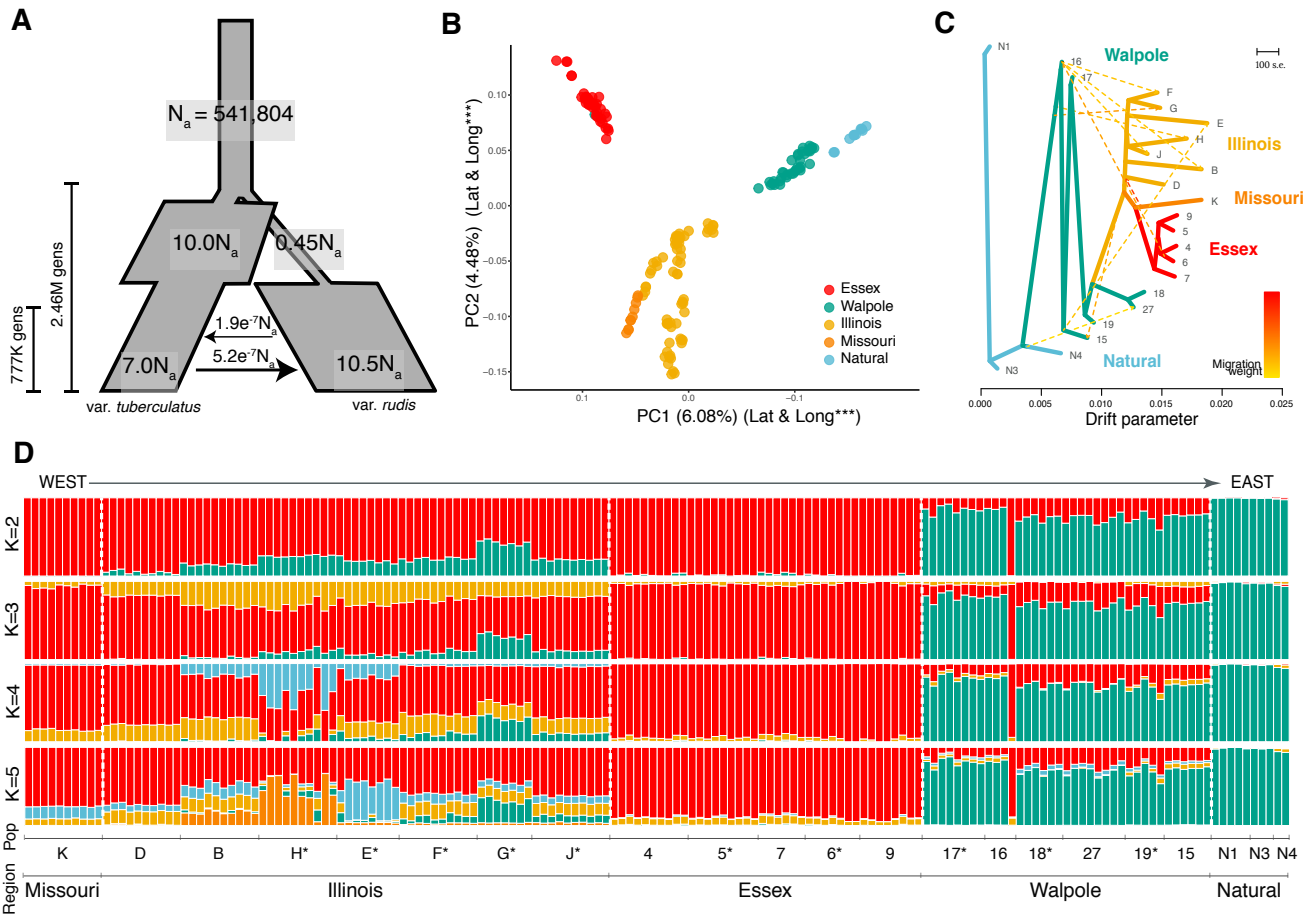 A
Na = 541,804
10.0Na
0.45Na
1.9e-7Na
5.2e-7Na
7.0Na
10.5Na
2.46M gens
777K gens
var. tuberculatus
var. rudis
B
PC2 (4.48%) (Lat & Long***)
0.10
0.05
0.00
−0.05
−0.10
−0.15
0.1
0.0
−0.1
PC1 (6.08%) (Lat & Long***)
Essex
Walpole
Illinois
Missouri
Natural
C
N1
Walpole
100 s.e.
16
17
F
G
E
Illinois
H
J
B
D
Missouri
K
9
5
Essex
4
6
7
18
27
19
15
Natural
N4
N3
Migration
weight
0.000
0.005
0.010
0.015
0.020
0.025
Drift parameter
D
WEST
EAST
K=2
K=3
K=4
K=5
Pop
K D B H* E* F* G* J* 4 5* 7 6* 9 17* 16 18* 27 19* 15 N1 N3 N4
Region
Missouri Illinois Essex Walpole Natural